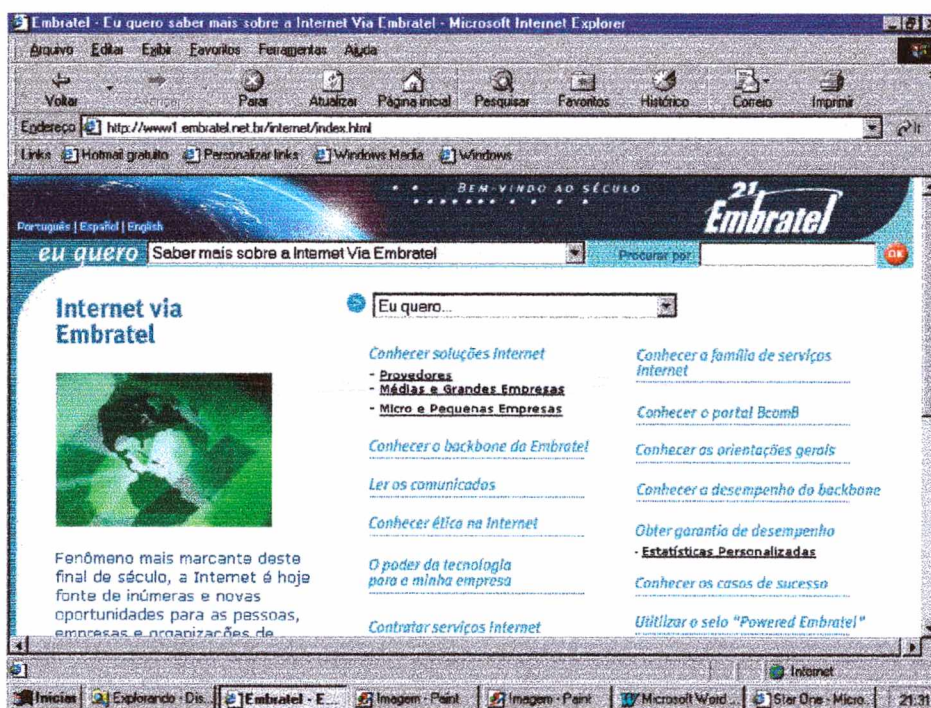 Embratel - Eu quero saber mais sobre a Internet Via Embratel - Microsoft Internet Explorer
Arquivo Editar Exibir Favoritos Ferramentas Ajuda
Voltar Parar Atualizar Página inicial Pesquisar Favoritos Histórico Correio Imprimir
Endereço http://www1.embratel.net.br/internet/index.html Ir
Links Hotmail gratuito Personalizar links Windows Media Windows
BEM-VINDO AO SÉCULO 21
Embratel
Português | Español | English
eu quero Saber mais sobre a Internet Via Embratel Procurar por OK
Internet via
Embratel
Fenômeno mais marcante deste
final de século, a Internet é hoje
fonte de inúmeras e novas
oportunidades para as pessoas,
empresas e organizações de
Eu quero...
Conhecer soluções Internet
- Provedores
- Médias e Grandes Empresas
- Micro e Pequenas Empresas
Conhecer o backbone da Embratel
Ler os comunicados
Conhecer ética na Internet
O poder da tecnologia
para a minha empresa
Contratar serviços Internet
Conhecer a família de serviços
Internet
Conhecer o portal BcomB
Conhecer as orientações gerais
Conhecer a desempenho do backbone
Obter garantia de desempenho
- Estatísticas Personalizadas
Conhecer os casos de sucesso
Utitlizar o selo "Powered Embratel"
Internet
Iniciar Explorando - Dis... Embratel - E... Imagem - Paint Imagem - Paint Microsoft Word ... Star One - Micro... 21:31